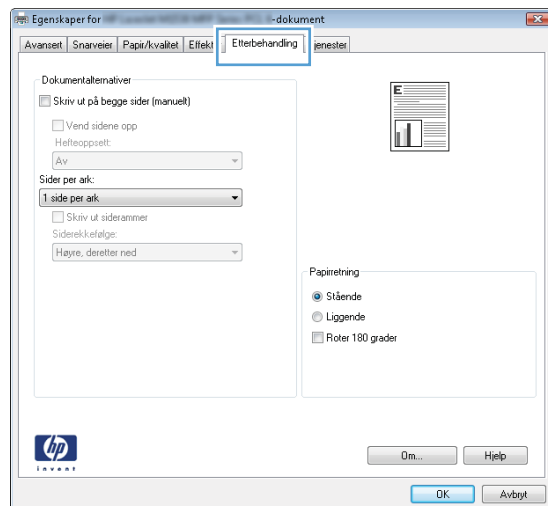 Egenskaper for -dokument
Avansert Snarveier Papir/kvalitet Effekt Etterbehandling jenester
Dokumentalternativer
Skriv ut på begge sider (manuelt)
Vend sidene opp
Hefteoppsett:
Av
Sider per ark:
1 side per ark
Skriv ut siderammer
Siderekkefølge:
Høyre, deretter ned
E
Papirretning
Stående
Liggende
Roter 180 grader
hp
invent
Om... Hjelp
OK Avbryt